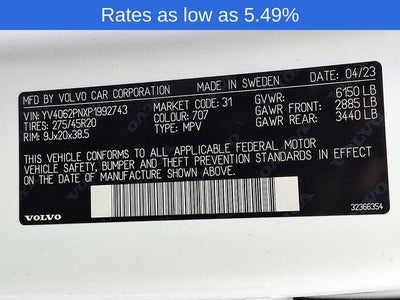 Rates as low as 5.49%
MFD. BY VOLVO CAR CORPORATION MADE IN SWEDEN DATE: 04/23
VIN: YV4062PNXP1992743 MARKET CODE: 31 GVWR: 6150 LB
TIRES: 275/45R20 COLOUR: 707 GAWR FRONT: 2885 LB
RIM: 9Jx20x38.5 TYPE: MPV GAWR REAR: 3440 LB
THIS VEHICLE CONFORMS TO ALL APPLICABLE FEDERAL MOTOR
VEHICLE SAFETY, BUMPER AND THEFT PREVENTION STANDARDS IN EFFECT ON
THE DATE OF MANUFACTURE SHOWN ABOVE.
VOLVO 32366354